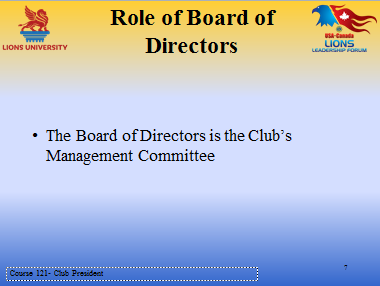 Role of Board of
Directors
LIONS UNIVERSITY
USA-Canada
LIONS
LEADERSHIP FORUM
• The Board of Directors is the Club's
Management Committee
Course 121- Club President
7